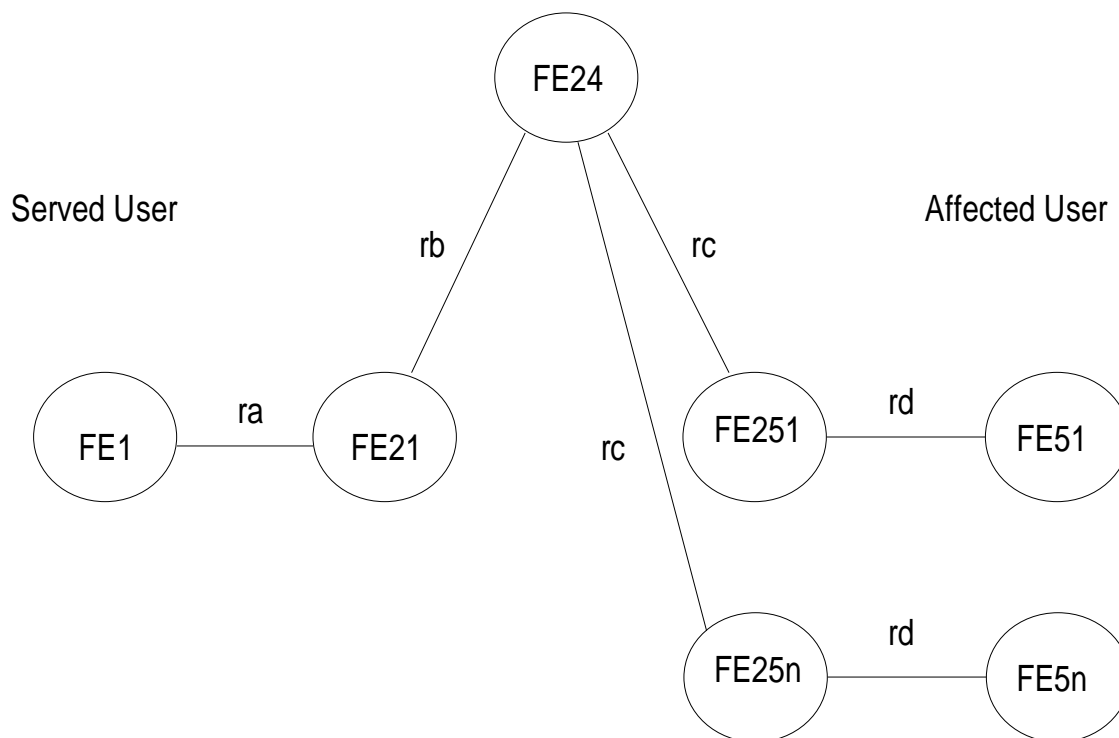 FE24
Served User
Affected User
rb
rc
ra
rd
FE1
FE21
rc
FE251
FE51
rd
FE25n
FE5n